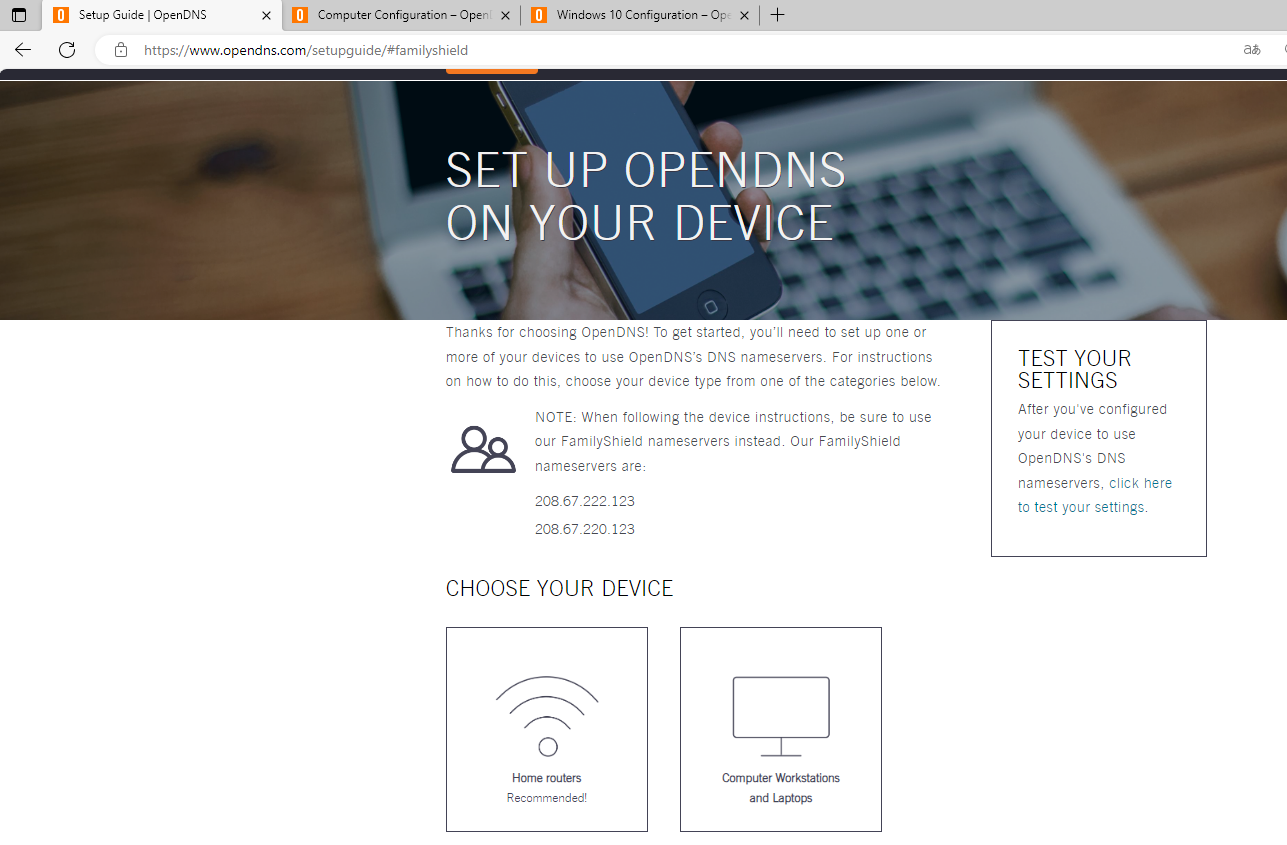 Setup Guide | OpenDNS
Computer Configuration – Open
Windows 10 Configuration – Ope
https://www.opendns.com/setupguide/#familyshield
SET UP OPENDNS
ON YOUR DEVICE
Thanks for choosing OpenDNS! To get started, you'll need to set up one or
more of your devices to use OpenDNS's DNS nameservers. For instructions
on how to do this, choose your device type from one of the categories below.
NOTE: When following the device instructions, be sure to use
our FamilyShield nameservers instead. Our FamilyShield
nameservers are:
208.67.222.123
208.67.220.123
TEST YOUR
SETTINGS
After you've configured
your device to use
OpenDNS's DNS
nameservers, click here
to test your settings.
CHOOSE YOUR DEVICE
Home routers
Recommended!
Computer Workstations
and Laptops